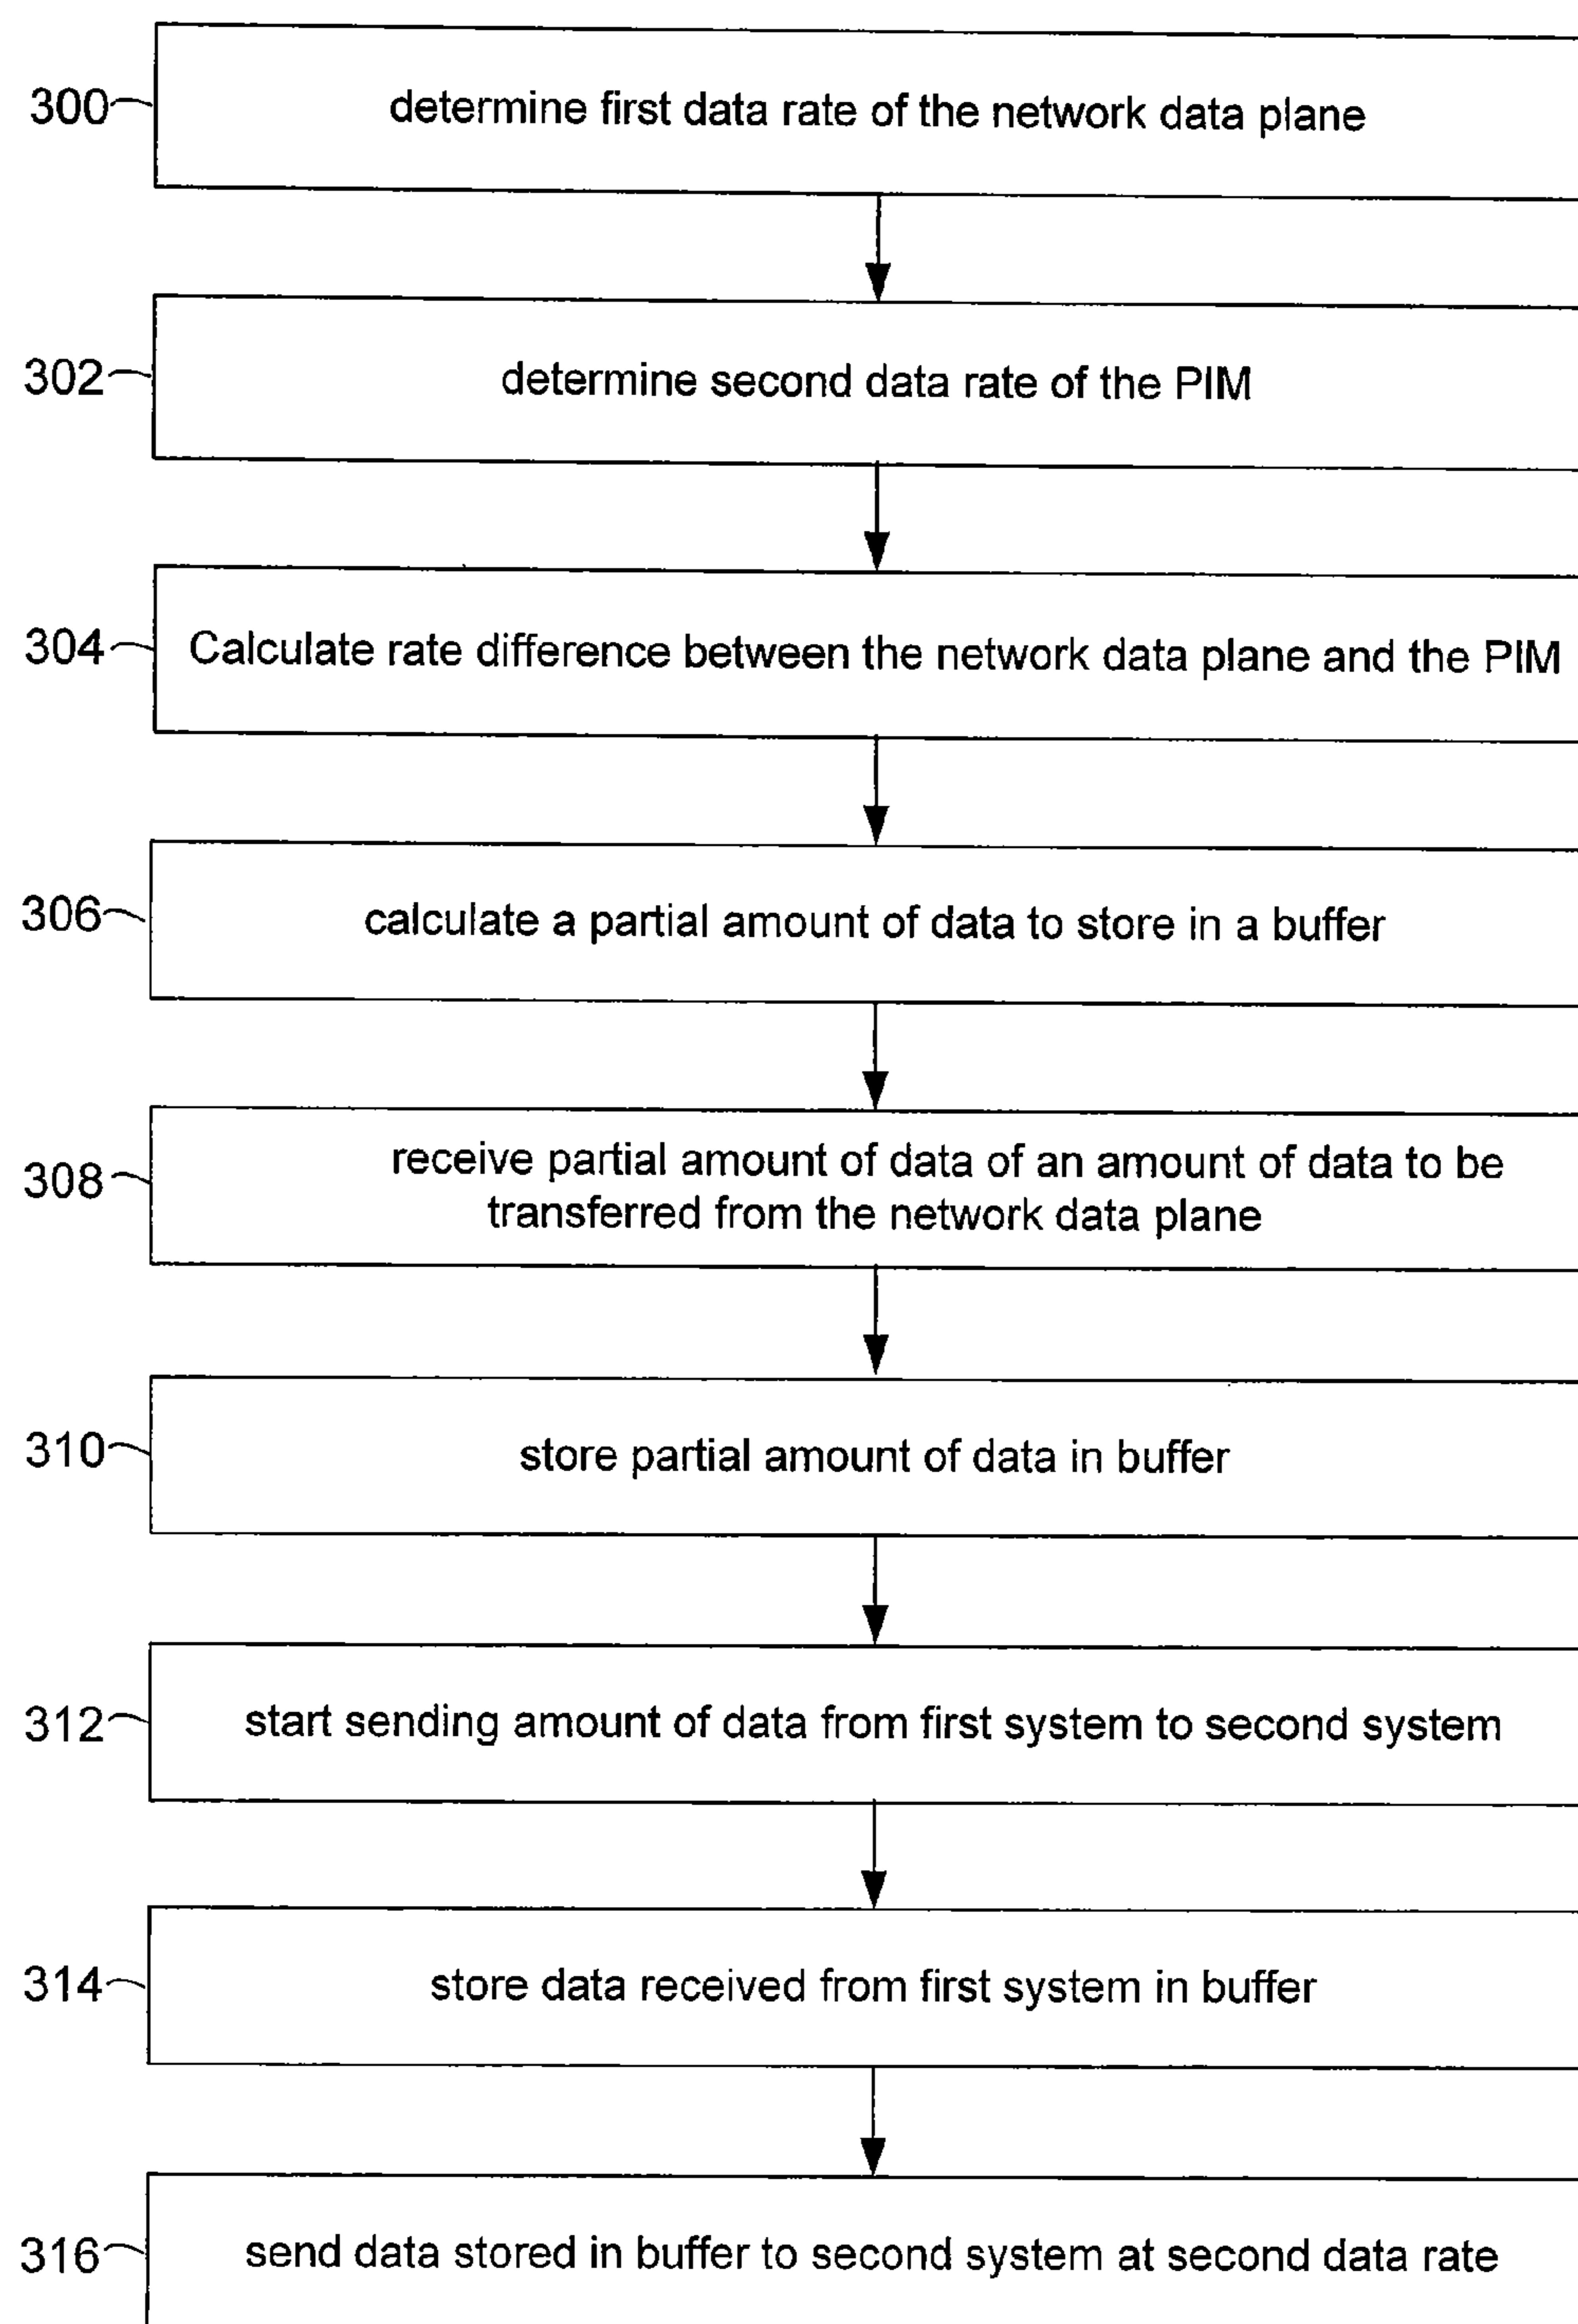 300
determine first data rate of the network data plane
302
determine second data rate of the PIM
304
Calculate rate difference between the network data plane and the PIM
306
calculate a partial amount of data to store in a buffer
308
receive partial amount of data of an amount of data to be
transferred from the network data plane
310
store partial amount of data in buffer
312
start sending amount of data from first system to second system
314
store data received from first system in buffer
316
send data stored in buffer to second system at second data rate